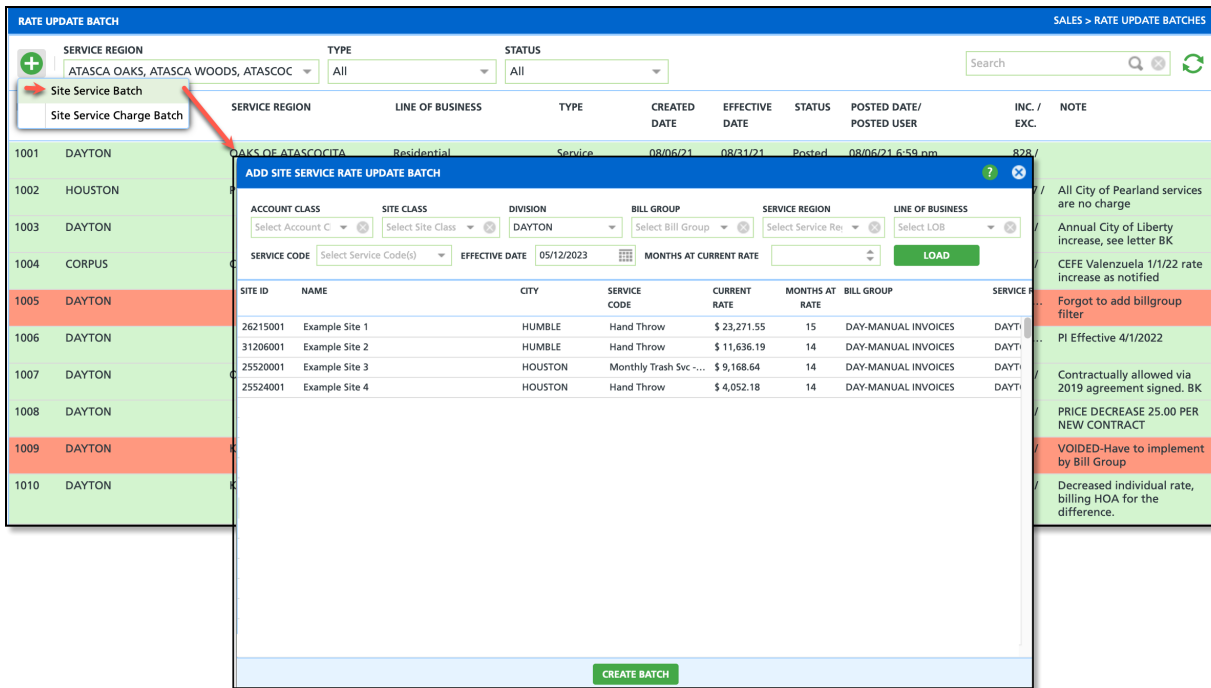 RATE UPDATE BATCH
SALES > RATE UPDATE BATCHES
SERVICE REGION
TYPE
STATUS
ATASCA OAKS, ATASCA WOODS, ATASCOC
All
All
Search
Site Service Batch
Site Service Charge Batch
SERVICE REGION LINE OF BUSINESS TYPE CREATED DATE EFFECTIVE DATE STATUS POSTED DATE/ POSTED USER INC. / EXC. NOTE
1001 DAYTON OAKS OF ATASCOCITA Residential Service 08/06/21 08/31/21 Posted 08/06/21 6:59 pm 828 /
1002 HOUSTON
All City of Pearland services
are no charge
1003 DAYTON
Annual City of Liberty
increase, see letter BK
1004 CORPUS
CEFE Valenzuela 1/1/22 rate
increase as notified
1005 DAYTON
Forgot to add billgroup
filter
1006 DAYTON
PI Effective 4/1/2022
1007 DAYTON
Contractually allowed via
2019 agreement signed. BK
1008 DAYTON
PRICE DECREASE 25.00 PER
NEW CONTRACT
1009 DAYTON
VOIDED-Have to implement
by Bill Group
1010 DAYTON
Decreased individual rate,
billing HOA for the
difference.
ADD SITE SERVICE RATE UPDATE BATCH
?
ACCOUNT CLASS SITE CLASS DIVISION BILL GROUP SERVICE REGION LINE OF BUSINESS
Select Account C Select Site Class DAYTON Select Bill Group Select Service Re Select LOB
SERVICE CODE Select Service Code(s) EFFECTIVE DATE 05/12/2023 MONTHS AT CURRENT RATE LOAD
SITE ID NAME CITY SERVICE CODE CURRENT RATE MONTHS AT RATE BILL GROUP SERVICE R
26215001 Example Site 1 HUMBLE Hand Throw $ 23,271.55 15 DAY-MANUAL INVOICES DAYT
31206001 Example Site 2 HUMBLE Hand Throw $ 11,636.19 14 DAY-MANUAL INVOICES DAYT
25520001 Example Site 3 HOUSTON Monthly Trash Svc -... $ 9,168.64 14 DAY-MANUAL INVOICES DAYT
25524001 Example Site 4 HOUSTON Hand Throw $ 4,052.18 14 DAY-MANUAL INVOICES DAYT
CREATE BATCH